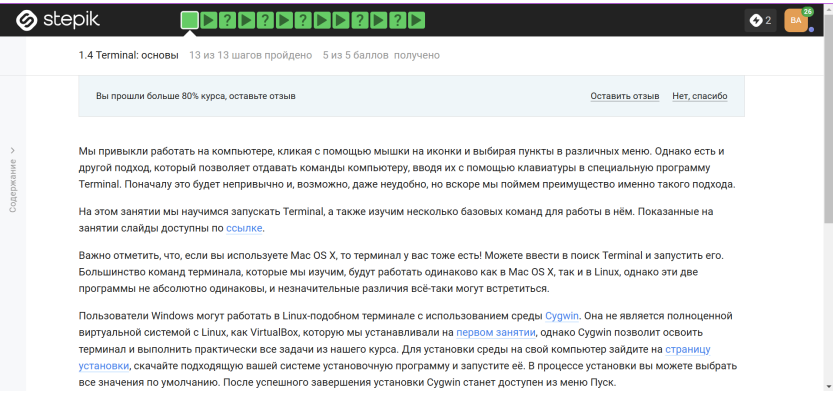 stepik
2
BA
26
1.4 Terminal: основы 13 из 13 шагов пройдено 5 из 5 баллов получено
Вы прошли больше 80% курса, оставьте отзыв Оставить отзыв Нет, спасибо
Содержание
Мы привыкли работать на компьютере, кликая с помощью мышки на иконки и выбирая пункты в различных меню. Однако есть и
другой подход, который позволяет отдавать команды компьютеру, вводя их с помощью клавиатуры в специальную программу
Terminal. Поначалу это будет непривычно и, возможно, даже неудобно, но вскоре мы поймем преимущество именно такого подхода.
На этом занятии мы научимся запускать Terminal, а также изучим несколько базовых команд для работы в нём. Показанные на
занятии слайды доступны по ссылке.
Важно отметить, что, если вы используете Mac OS X, то терминал у вас тоже есть! Можете ввести в поиск Terminal и запустить его.
Большинство команд терминала, которые мы изучим, будут работать одинаково как в Mac OS X, так и в Linux, однако эти две
программы не абсолютно одинаковы, и незначительные различия всё-таки могут встретиться.
Пользователи Windows могут работать в Linux-подобном терминале с использованием среды Cygwin. Она не является полноценной
виртуальной системой с Linux, как VirtualBox, которую мы устанавливали на первом занятии, однако Cygwin позволит освоить
терминал и выполнить практически все задачи из нашего курса. Для установки среды на свой компьютер зайдите на страницу
установки, скачайте подходящую вашей системе установочную программу и запустите её. В процессе установки вы можете выбрать
все значения по умолчанию. После успешного завершения установки Cygwin станет доступен из меню Пуск.